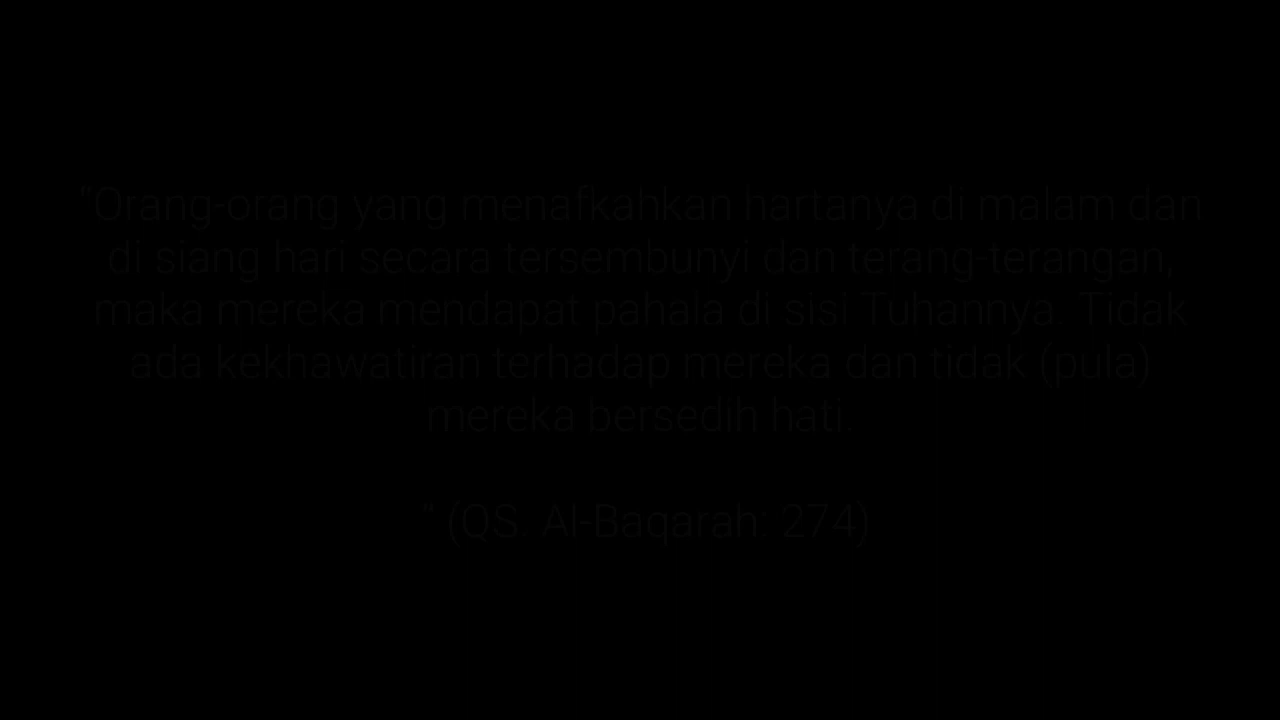 "Orang-orang yang menafkahkan hartanya di malam dan
di siang hari secara tersembunyi dan terang-terangan,
maka mereka mendapat pahala di sisi Tuhannya. Tidak
ada kekhawatiran terhadap mereka dan tidak (pula)
mereka bersedih hati.
" (QS. Al-Baqarah: 274)